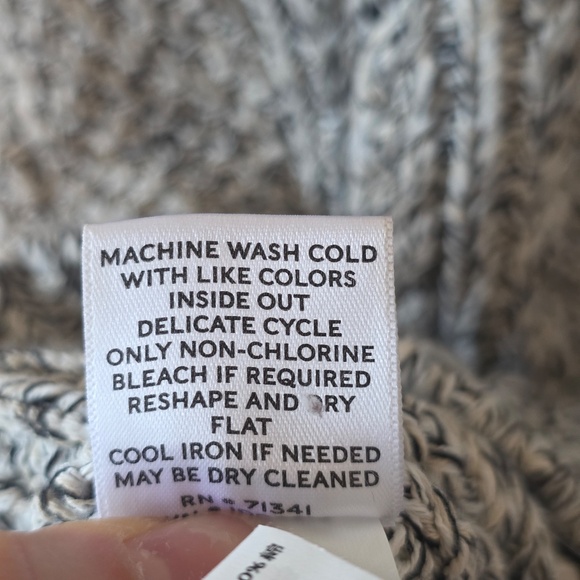 MACHINE WASH COLD
WITH LIKE COLORS
INSIDE OUT
DELICATE CYCLE
ONLY NON-CHLORINE
BLEACH IF REQUIRED
RESHAPE AND DRY
FLAT
COOL IRON IF NEEDED
MAY BE DRY CLEANED
RN # 71341